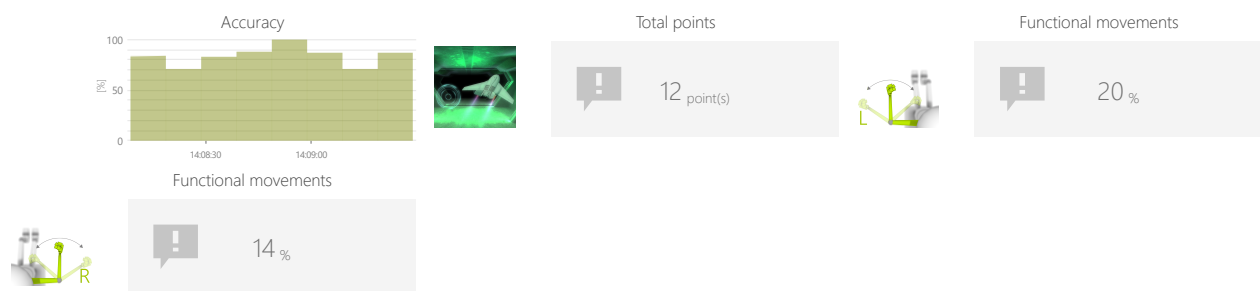 Accuracy
100
[%]
50
0
14:08:30 14:09:00
Total points
12 point(s)
Functional movements
L
20 %
Functional movements
R
14 %